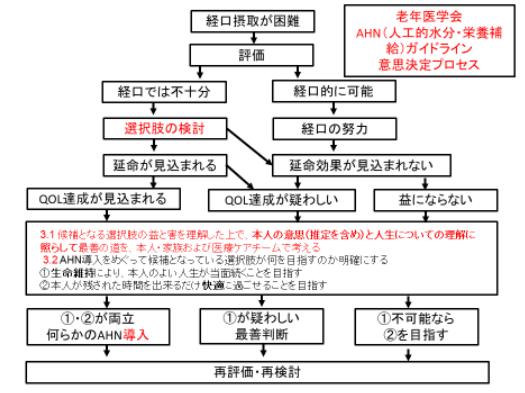 経口摂取が困難
老年医学会
AHN(人工的水分・栄養補
給)ガイドライン
意思決定プロセス
評価
経口では不十分
経口的に可能
選択肢の検討
経口の努力
延命が見込まれる
延命効果が見込まれない
QOL達成が見込まれる
QOL達成が疑わしい
益にならない
3.1 候補となる選択肢の益と害を理解した上で、本人の意思(推定を含め)と人生についての理解に
照らして最善の道を、本人・家族および医療ケアチームで考える
3.2AHN導入をめぐって候補となっている選択肢が何を目指すのか明確にする
①生命維持により、本人のよい人生が当面続くことを目指す
②本人が残された時間を出来るだけ快適に過ごせることを目指す
①・②が両立
何らかのAHN導入
①が疑わしい
最善判断
①不可能なら
②を目指す
再評価・再検討